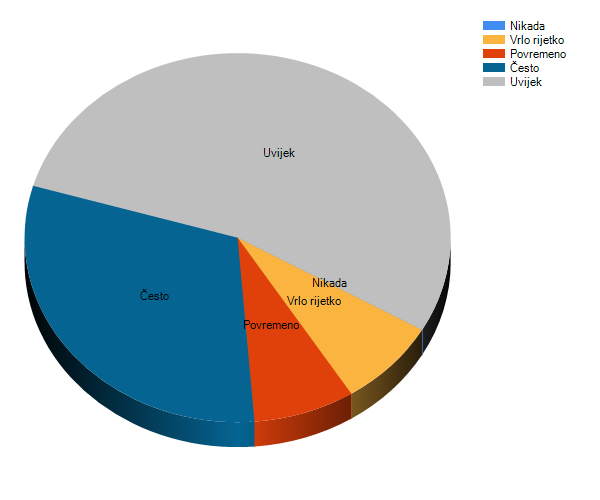 Nikada
Vrlo rijetko
Povremeno
Često
Uvijek
Uvijek
Nikada
Često
Vrlo rijetko
Povremeno